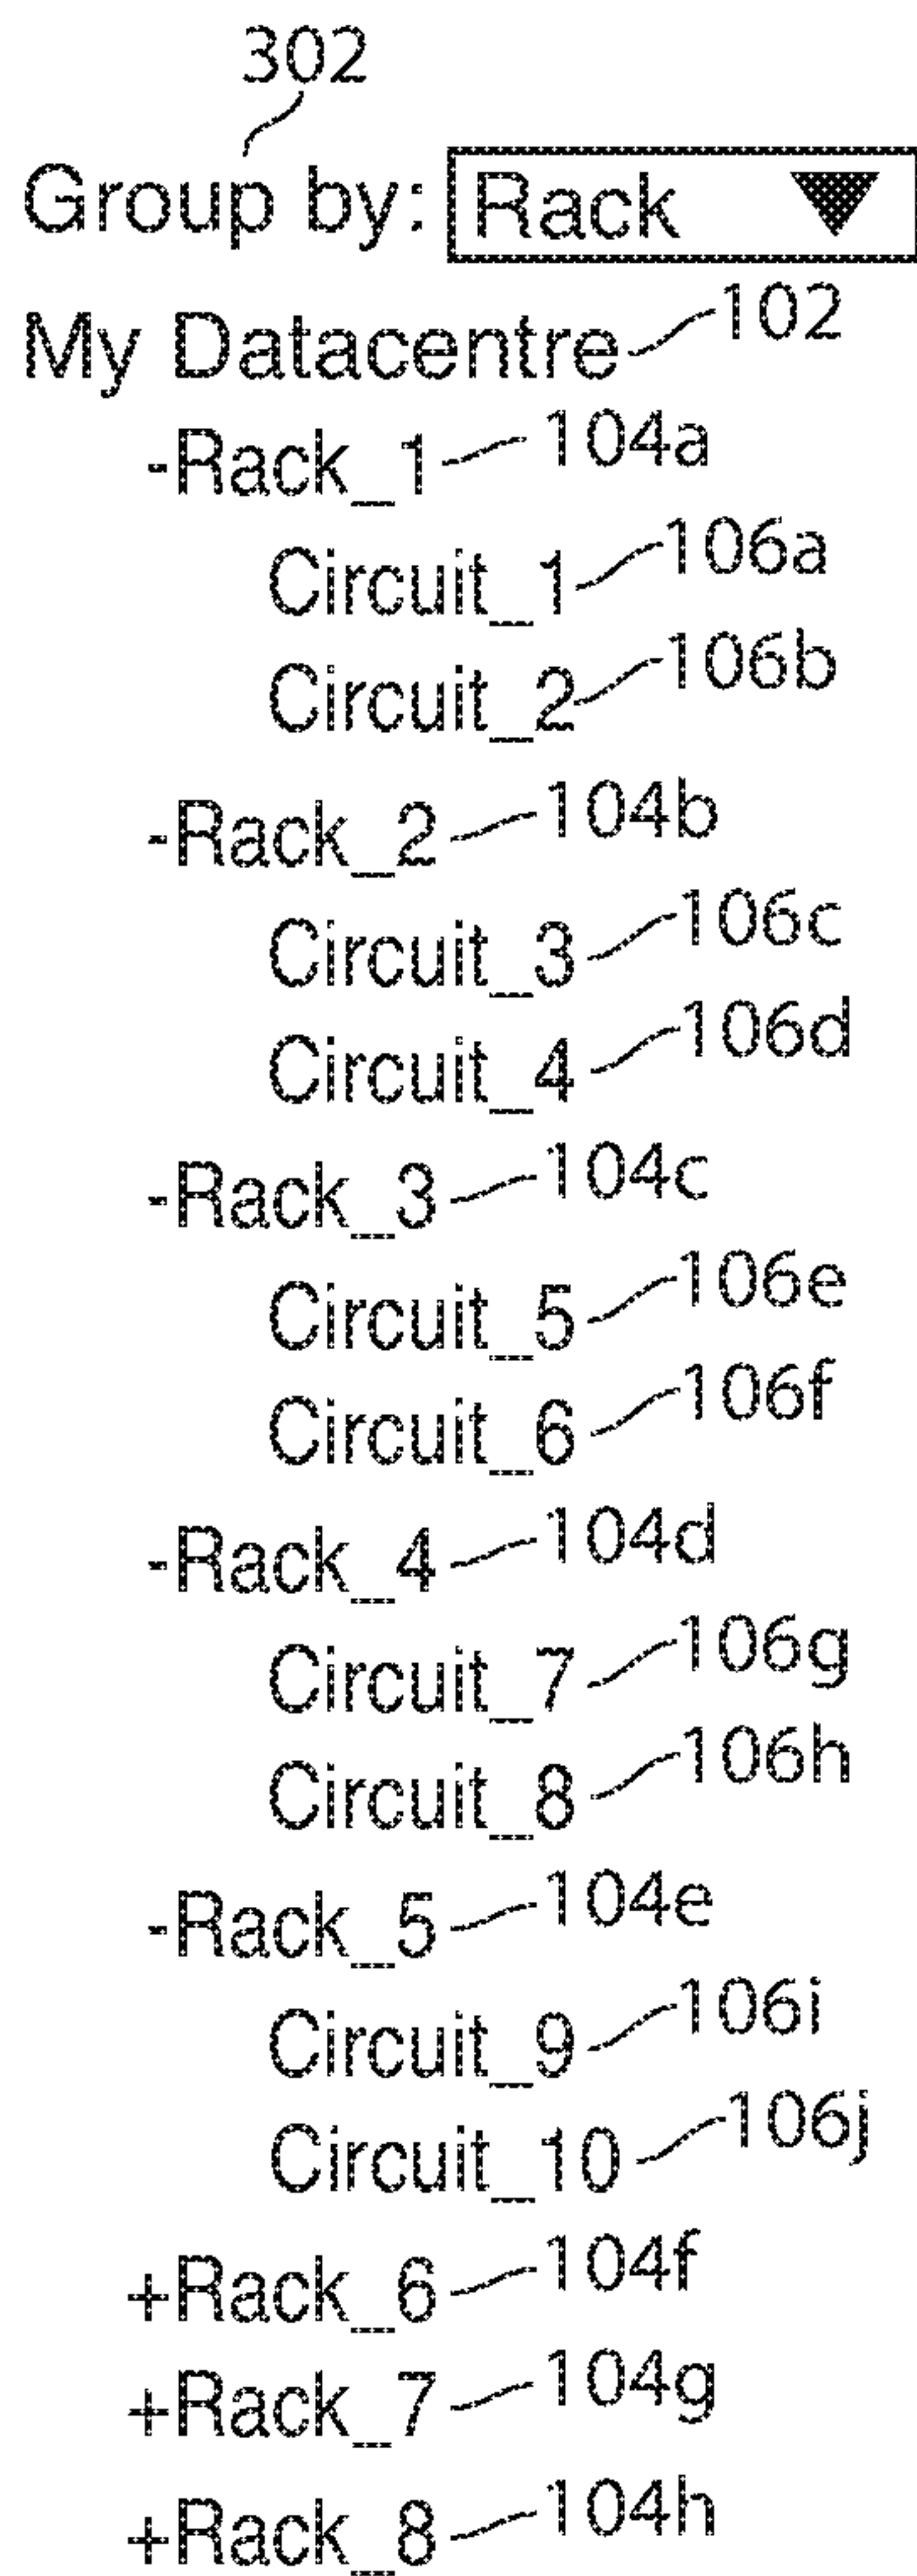 302
Group by: Rack ▼
My Datacentre 102
-Rack_1 104a
Circuit_1 106a
Circuit_2 106b
-Rack_2 104b
Circuit_3 106c
Circuit_4 106d
-Rack_3 104c
Circuit_5 106e
Circuit_6 106f
-Rack_4 104d
Circuit_7 106g
Circuit_8 106h
-Rack_5 104e
Circuit_9 106i
Circuit_10 106j
+Rack_6 104f
+Rack_7 104g
+Rack_8 104h